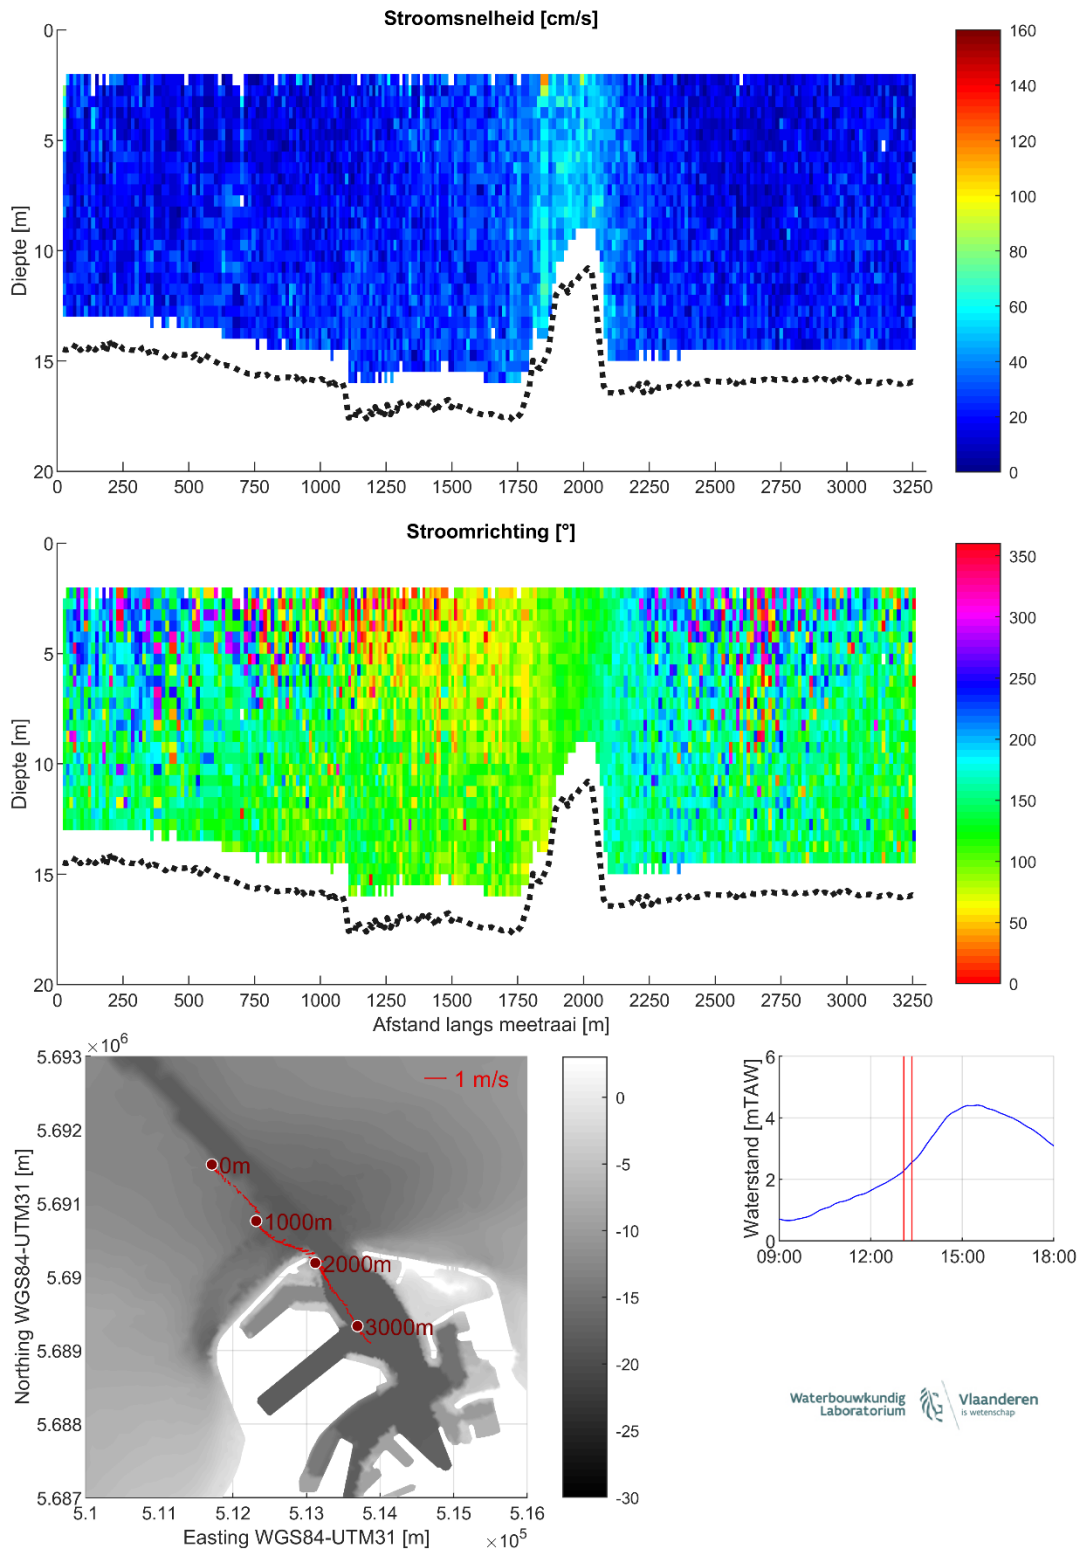 Stroomsnelheid [cm/s]
Diepte [m]
0
5
10
15
20
0 250 500 750 1000 1250 1500 1750 2000 2250 2500 2750 3000 3250
160
140
120
100
80
60
40
20
0
Stroomrichting [°]
Diepte [m]
0
5
10
15
20
0 250 500 750 1000 1250 1500 1750 2000 2250 2500 2750 3000 3250
Afstand langs meetraai [m]
350
300
250
200
150
100
50
0
×10⁶
5.693
5.692
5.691
5.69
5.689
5.688
5.687
Northing WGS84-UTM31 [m]
1 m/s
0m
1000m
2000m
3000m
5.1 5.11 5.12 5.13 5.14 5.15 5.16
Easting WGS84-UTM31 [m]
×10⁵
0
-5
-10
-15
-20
-25
-30
Waterstand [mTAW]
6
4
2
0
09:00 12:00 15:00 18:00
Waterbouwkundig
Laboratorium
Vlaanderen
is wetenschap